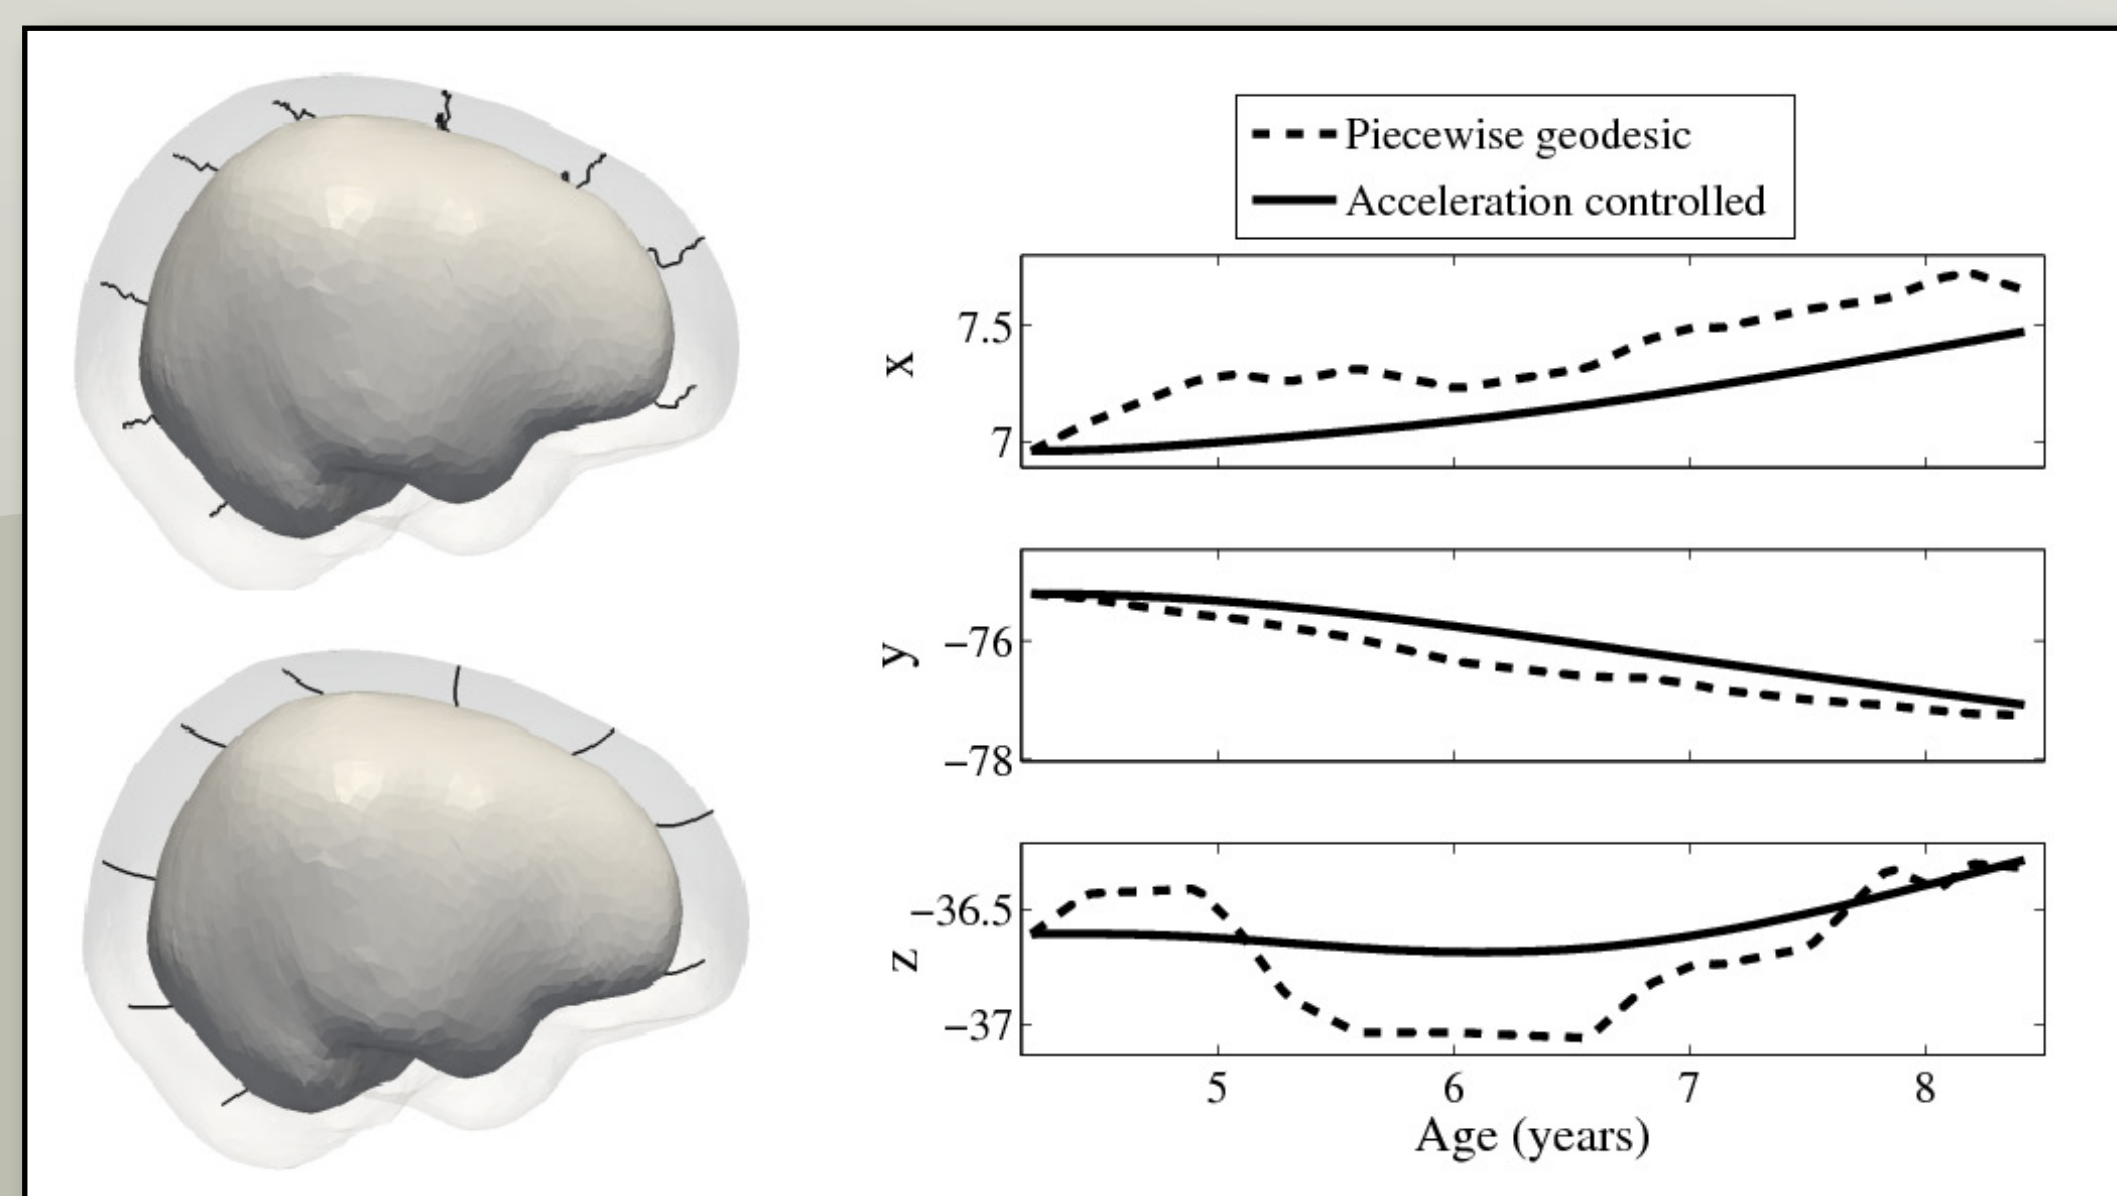 Piecewise geodesic
Acceleration controlled
x
7.5
7
y
−76
−78
z
−36.5
−37
5 6 7 8
Age (years)